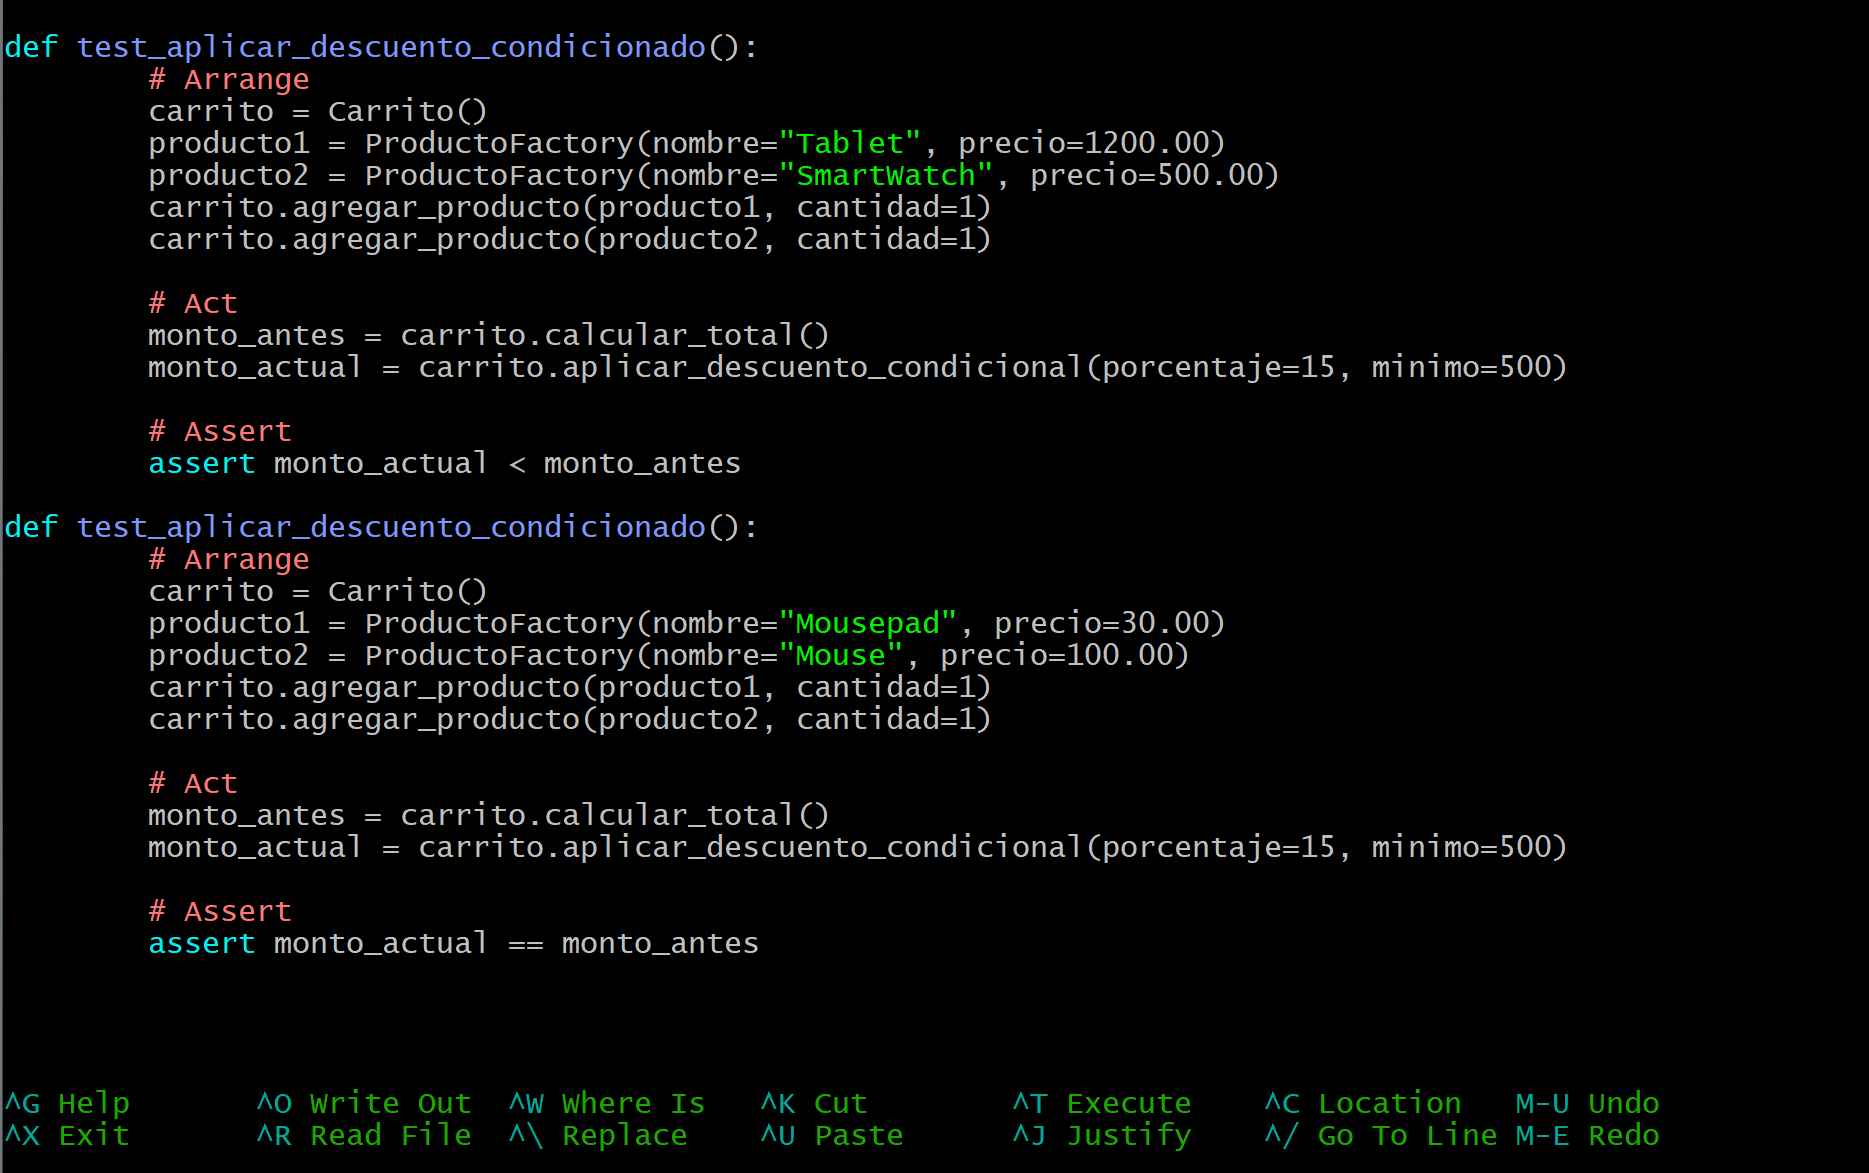 def test_aplicar_descuento_condicionado():
        # Arrange
        carrito = Carrito()
        producto1 = ProductoFactory(nombre="Tablet", precio=1200.00)
        producto2 = ProductoFactory(nombre="SmartWatch", precio=500.00)
        carrito.agregar_producto(producto1, cantidad=1)
        carrito.agregar_producto(producto2, cantidad=1)

        # Act
        monto_antes = carrito.calcular_total()
        monto_actual = carrito.aplicar_descuento_condicional(porcentaje=15, minimo=500)

        # Assert
        assert monto_actual < monto_antes

def test_aplicar_descuento_condicionado():
        # Arrange
        carrito = Carrito()
        producto1 = ProductoFactory(nombre="Mousepad", precio=30.00)
        producto2 = ProductoFactory(nombre="Mouse", precio=100.00)
        carrito.agregar_producto(producto1, cantidad=1)
        carrito.agregar_producto(producto2, cantidad=1)

        # Act
        monto_antes = carrito.calcular_total()
        monto_actual = carrito.aplicar_descuento_condicional(porcentaje=15, minimo=500)

        # Assert
        assert monto_actual == monto_antes

^G Help       ^O Write Out  ^W Where Is   ^K Cut        ^T Execute    ^C Location   M-U Undo
^X Exit       ^R Read File  ^\ Replace    ^U Paste      ^J Justify    ^/ Go To Line M-E Redo